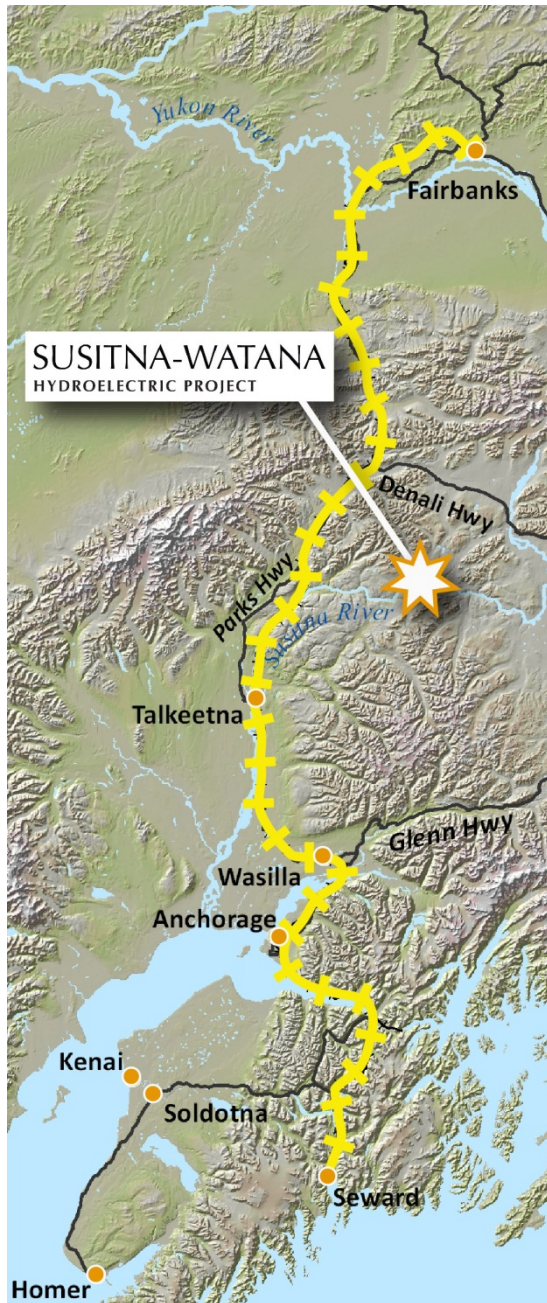 Yukon River
Fairbanks
SUSITNA-WATANA
HYDROELECTRIC PROJECT
Denali Hwy
Parks Hwy
Susitna River
Talkeetna
Glenn Hwy
Wasilla
Anchorage
Kenai
Soldotna
Seward
Homer